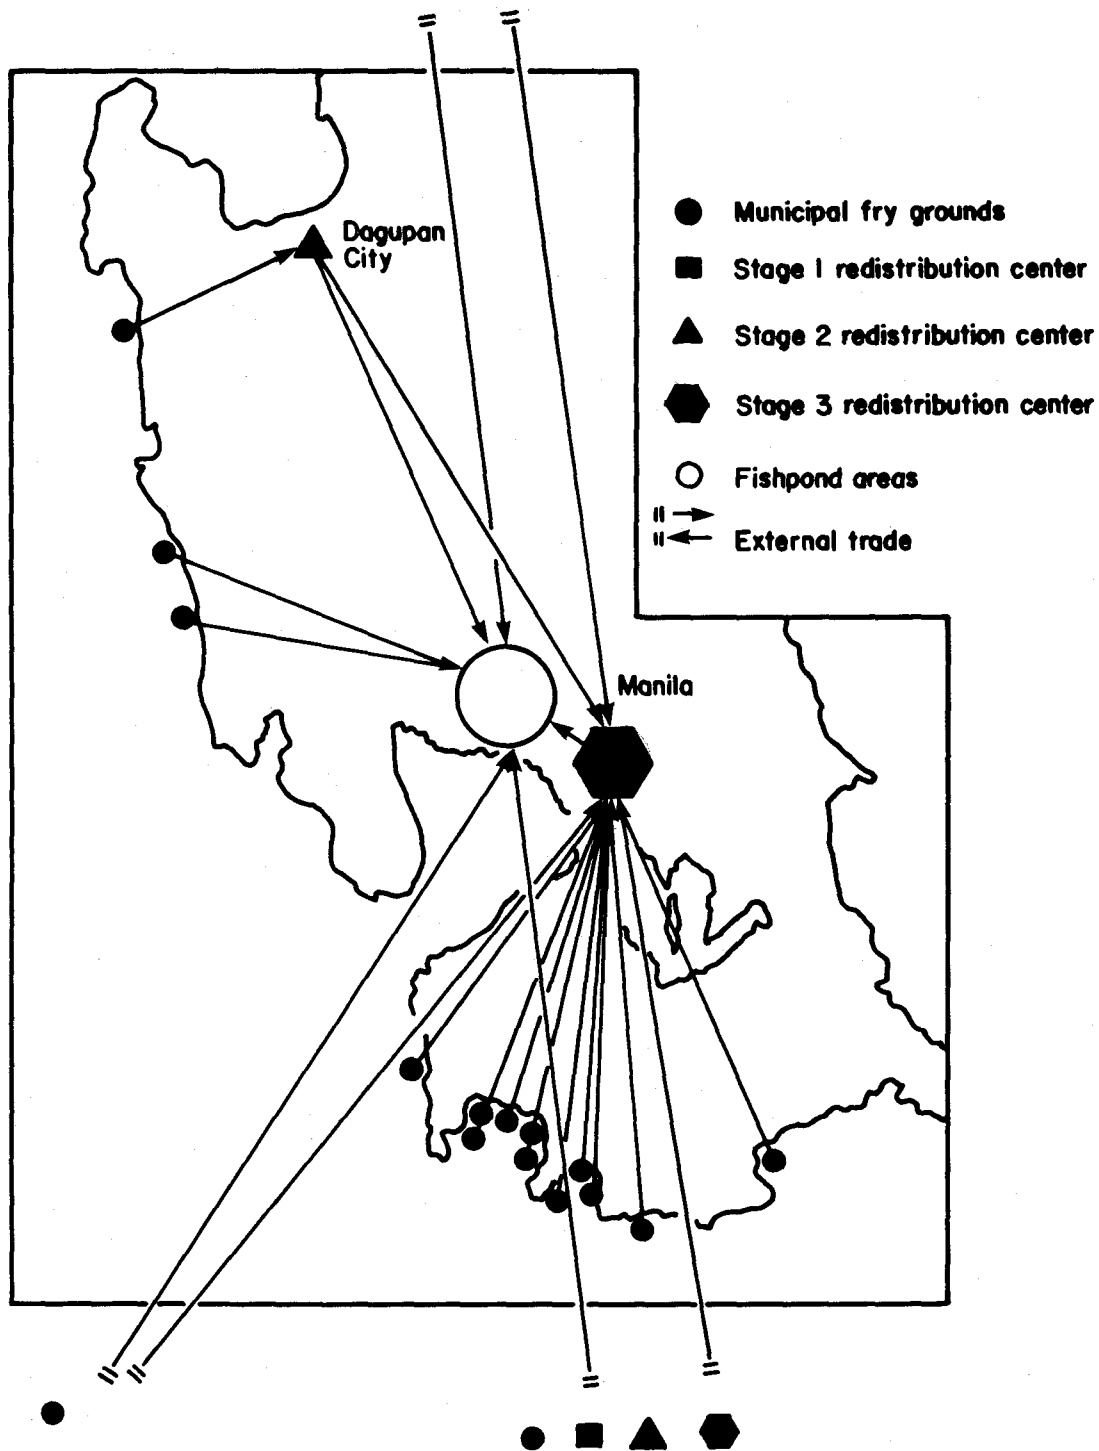 Dagupan
City
Municipal fry grounds
Stage 1 redistribution center
Stage 2 redistribution center
Stage 3 redistribution center
Fishpond areas
External trade
Manila